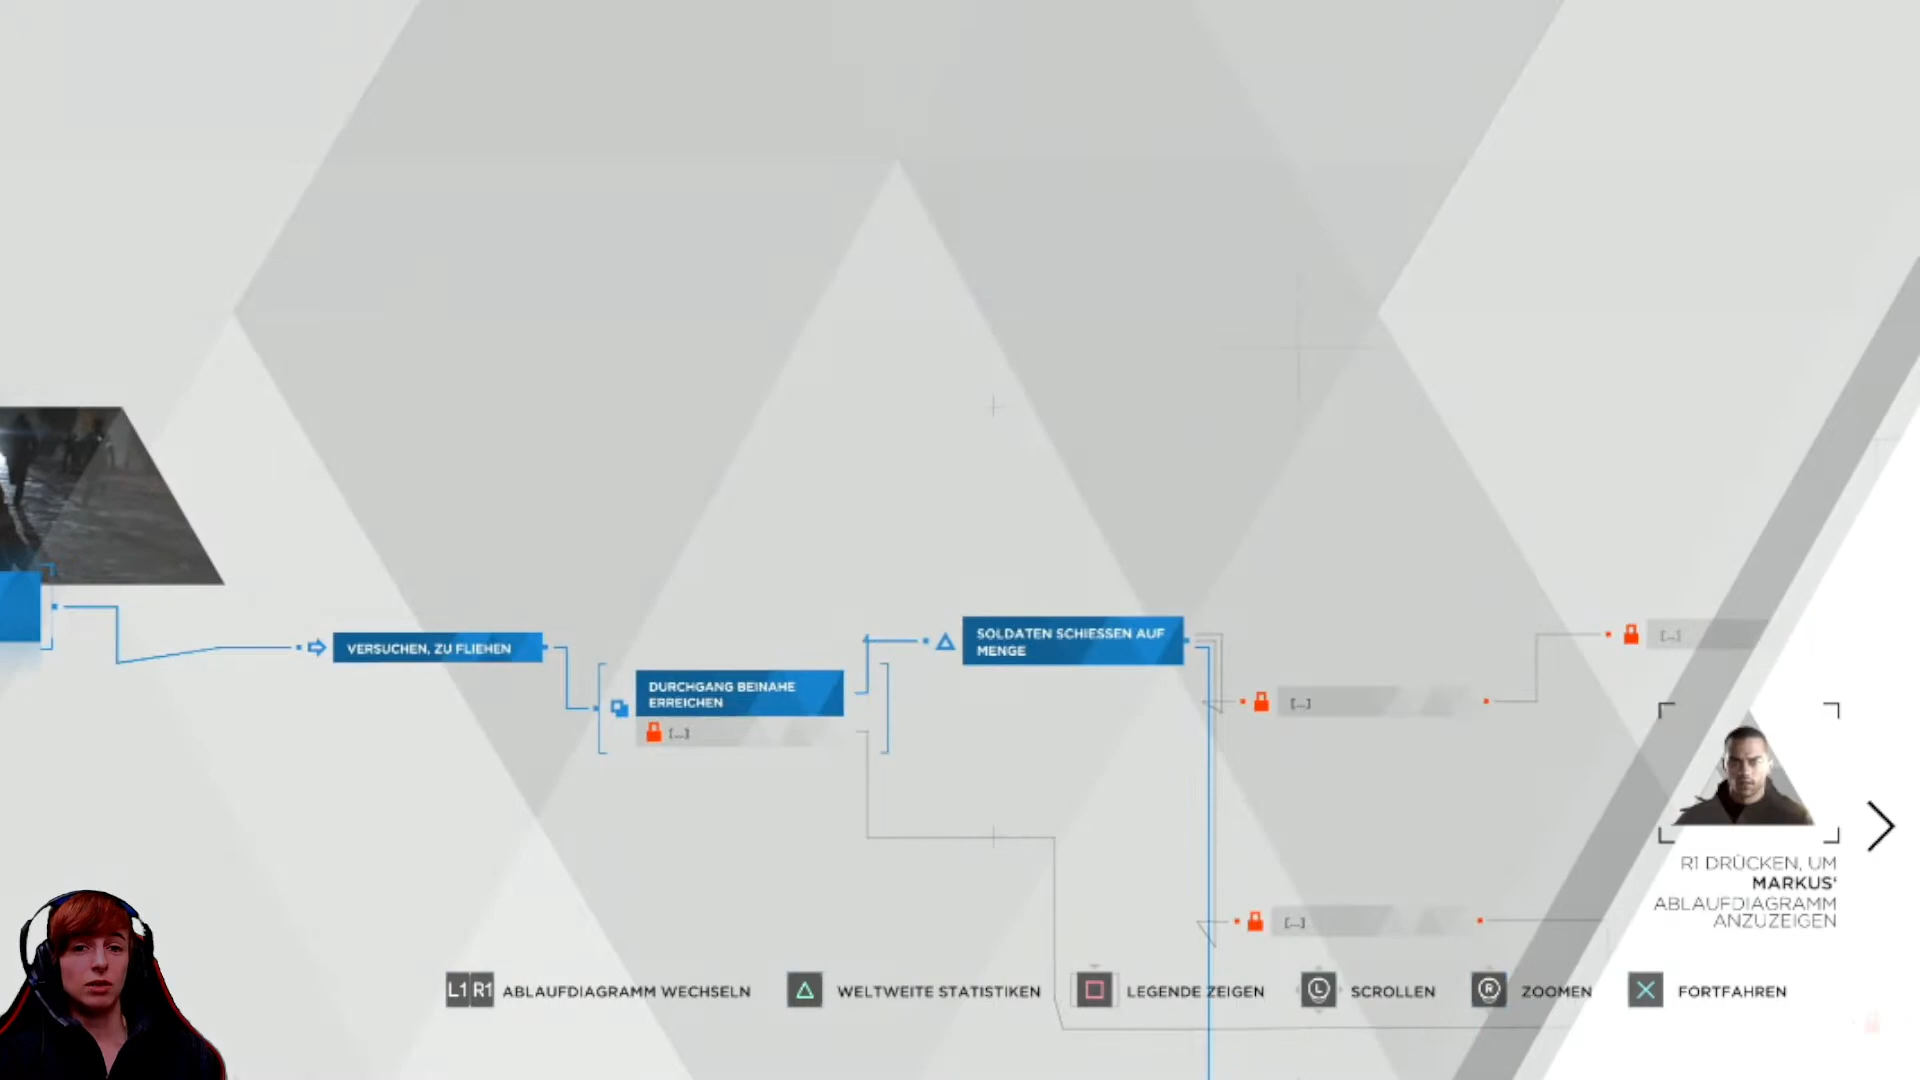 VERSUCHEN, ZU FLIEHEN
DURCHGANG BEINAHE
ERREICHEN
[...]
SOLDATEN SCHIESSEN AUF
MENGE
[...]
[...]
[...]
R1 DRÜCKEN, UM
MARKUS'
ABLAUFDIAGRAMM
ANZUZEIGEN
L1 R1 ABLAUFDIAGRAMM WECHSELN
WELTWEITE STATISTIKEN
LEGENDE ZEIGEN
L SCROLLEN
R ZOOMEN
FORTFAHREN